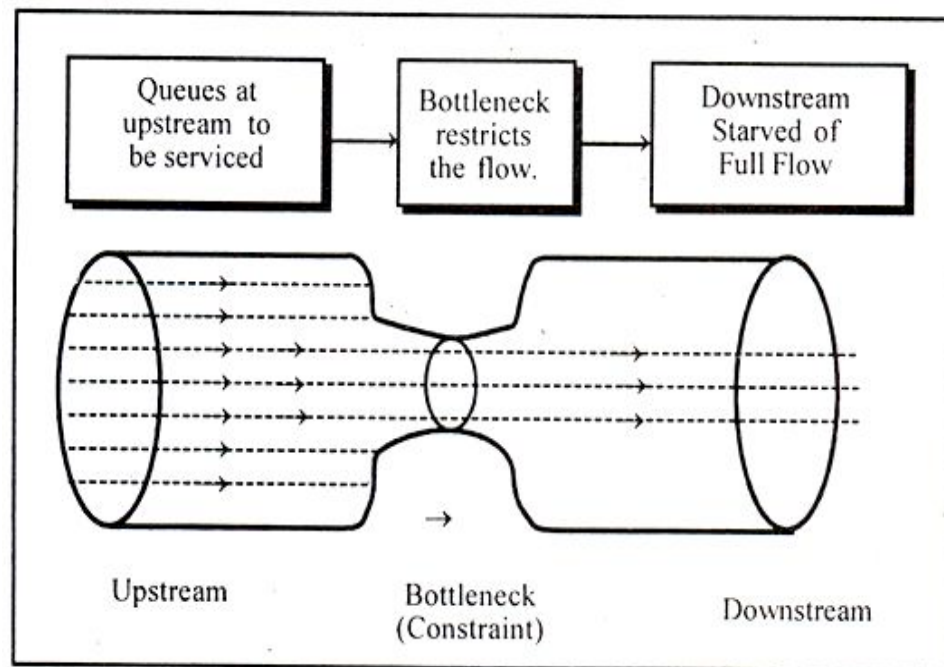 Queues at
upstream to
be serviced
Bottleneck
restricts
the flow.
Downstream
Starved of
Full Flow
Upstream
Bottleneck
(Constraint)
Downstream